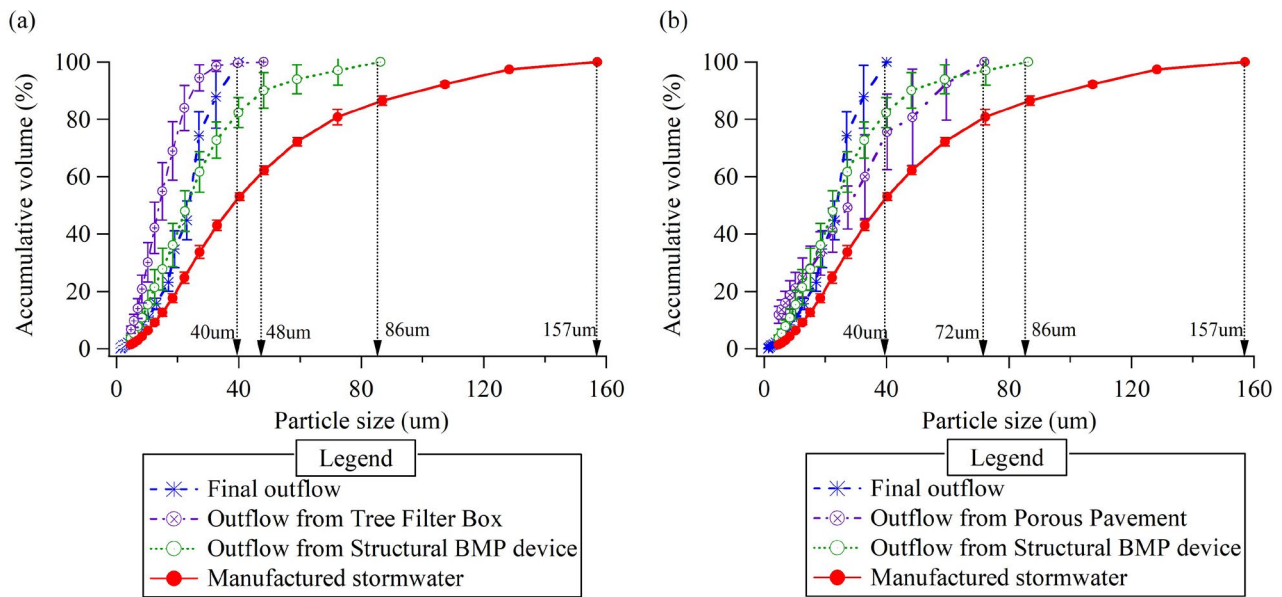 (a)
Accumulative volume (%)
100
80
60
40
20
0
40um
48um
86um
157um
0
40
80
120
160
Particle size (um)
Legend
Final outflow
Outflow from Tree Filter Box
Outflow from Structural BMP device
Manufactured stormwater
(b)
Accumulative volume (%)
100
80
60
40
20
0
40um
72um
86um
157um
0
40
80
120
160
Particle size (um)
Legend
Final outflow
Outflow from Porous Pavement
Outflow from Structural BMP device
Manufactured stormwater